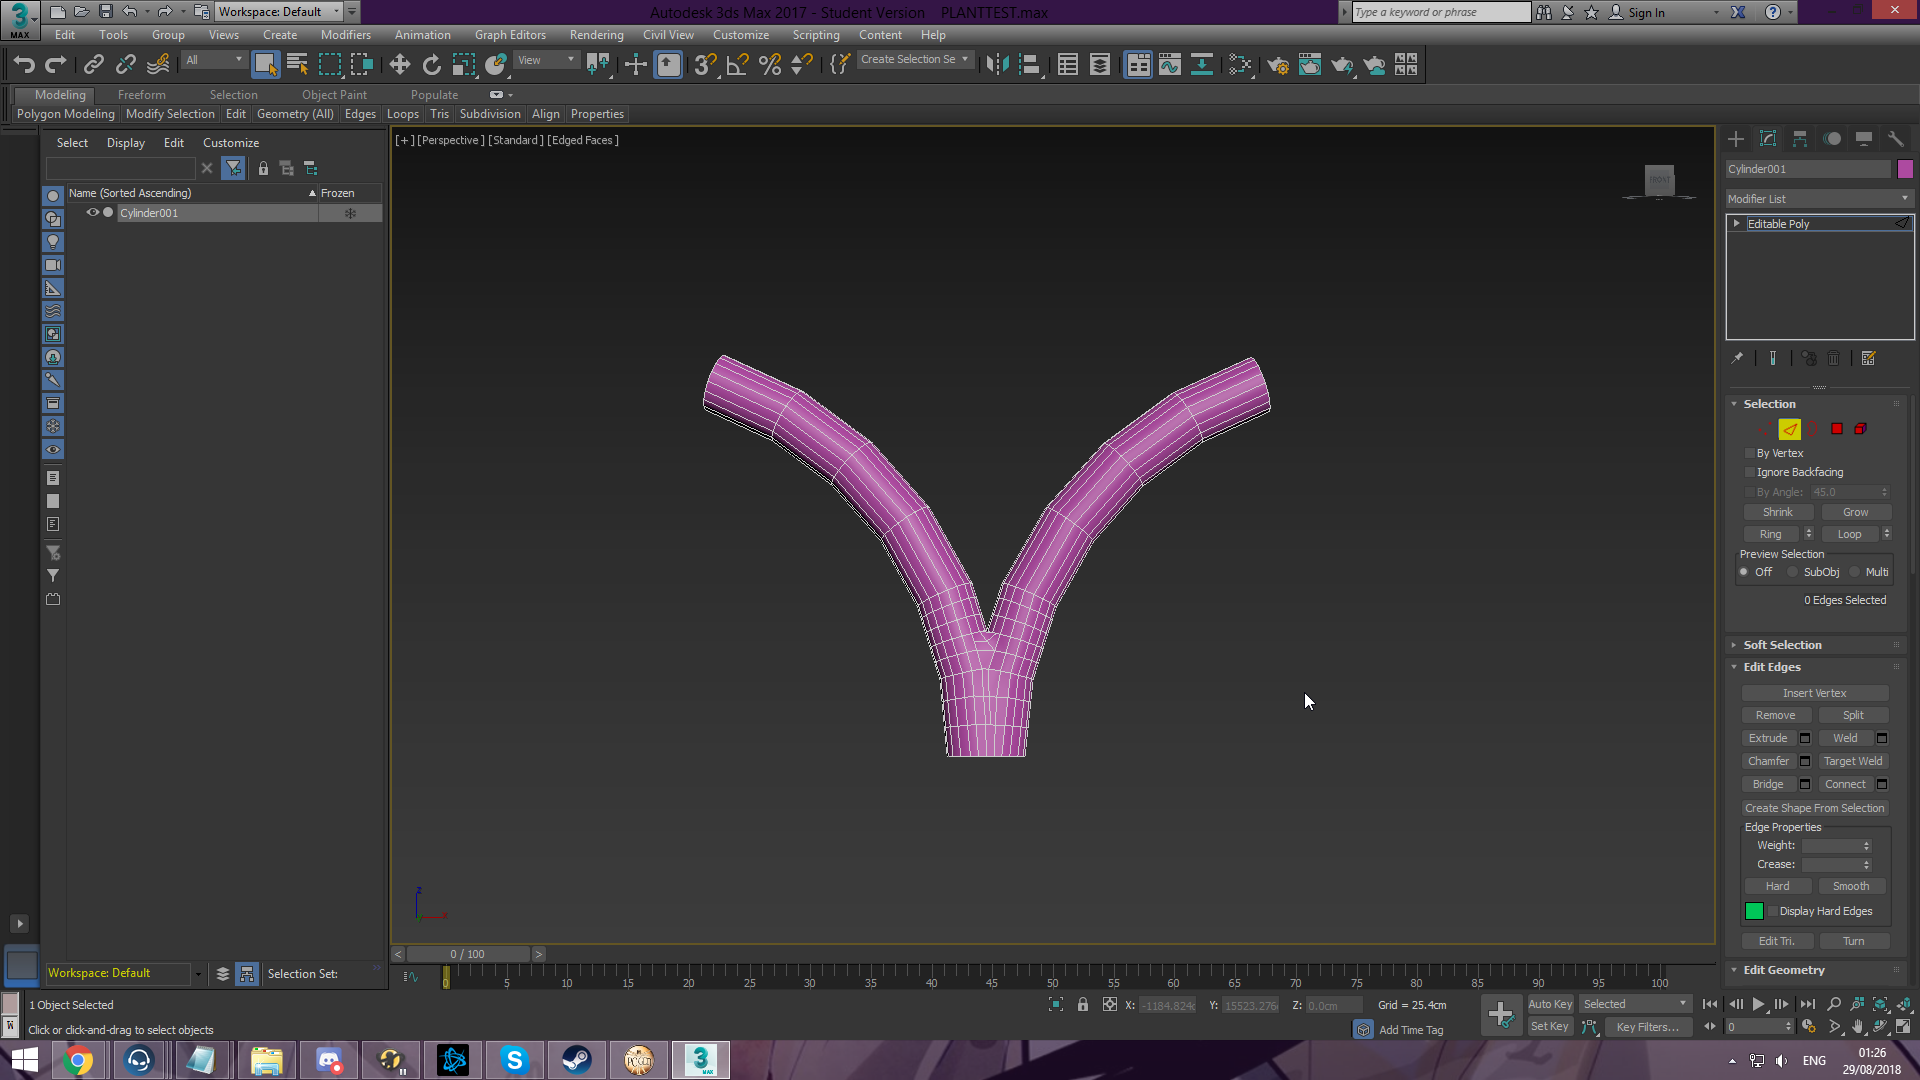 Workspace: Default
Autodesk 3ds Max 2017 - Student Version PLANTTEST.max
Type a keyword or phrase
Sign In
3
MAX
Edit Tools Group Views Create Modifiers Animation Graph Editors Rendering Civil View Customize Scripting Content Help
All
View
Create Selection Se
Modeling Freeform Selection Object Paint Populate
Polygon Modeling Modify Selection Edit Geometry (All) Edges Loops Tris Subdivision Align Properties
Select Display Edit Customize
Name (Sorted Ascending) Frozen
Cylinder001
[+] [Perspective] [Standard] [Edged Faces]
FRONT
Cylinder001
Modifier List
Editable Poly
Selection
By Vertex
Ignore Backfacing
By Angle: 45.0
Shrink Grow
Ring Loop
Preview Selection
Off SubObj Multi
0 Edges Selected
Soft Selection
Edit Edges
Insert Vertex
Remove Split
Extrude Weld
Chamfer Target Weld
Bridge Connect
Create Shape From Selection
Edge Properties
Weight:
Crease:
Hard Smooth
Display Hard Edges
Edit Tri. Turn
Edit Geometry
z
x
< 0 / 100 >
Workspace: Default
Selection Set:
0 5 10 15 20 25 30 35 40 45 50 55 60 65 70 75 80 85 90 95 100
1 Object Selected
X: -1184.824c Y: 15523.276 Z: 0.0cm Grid = 25.4cm
Auto Key Selected
Click or click-and-drag to select objects
Add Time Tag
Set Key Key Filters... 0
ENG
01:26
29/08/2018